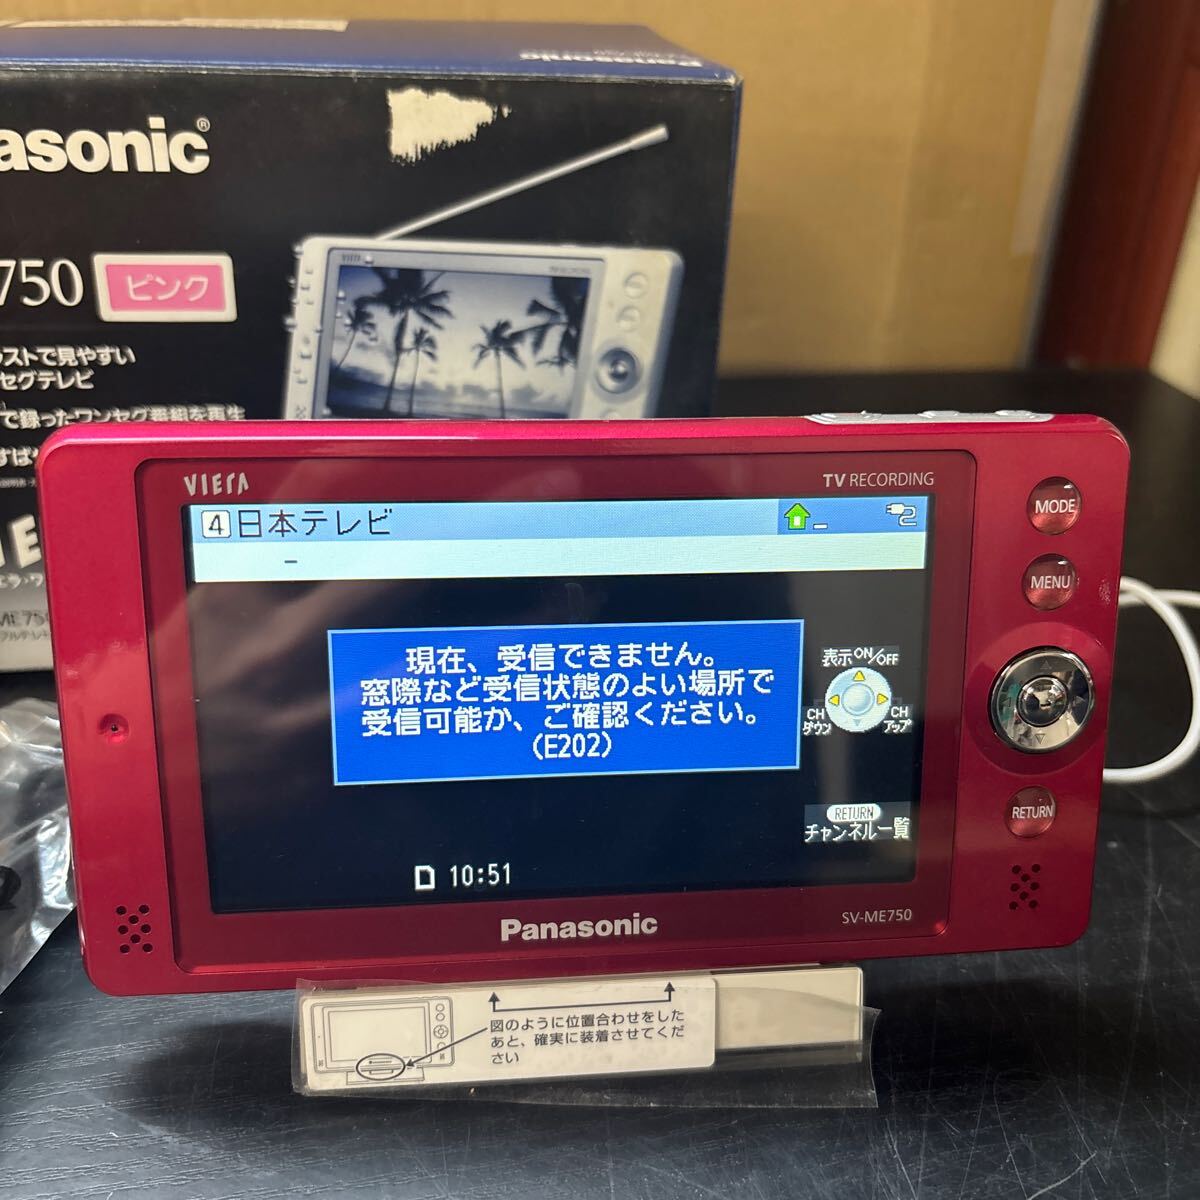 asonic®
750 ピンク
ストで見やすい
セグテレビ
で録ったワンセグ番組を再生
すばや
VIERA
TV RECORDING
4 日本テレビ
現在、受信できません。
窓際など受信状態のよい場所で
受信可能か、ご確認ください。
(E202)
表示ON/OFF
CH
ダウン
CH
アップ
RETURN
チャンネル一覧
10:51
MODE
MENU
RETURN
Panasonic
SV-ME750
図のように位置合わせをした
あと、確実に装着させてくだ
さい